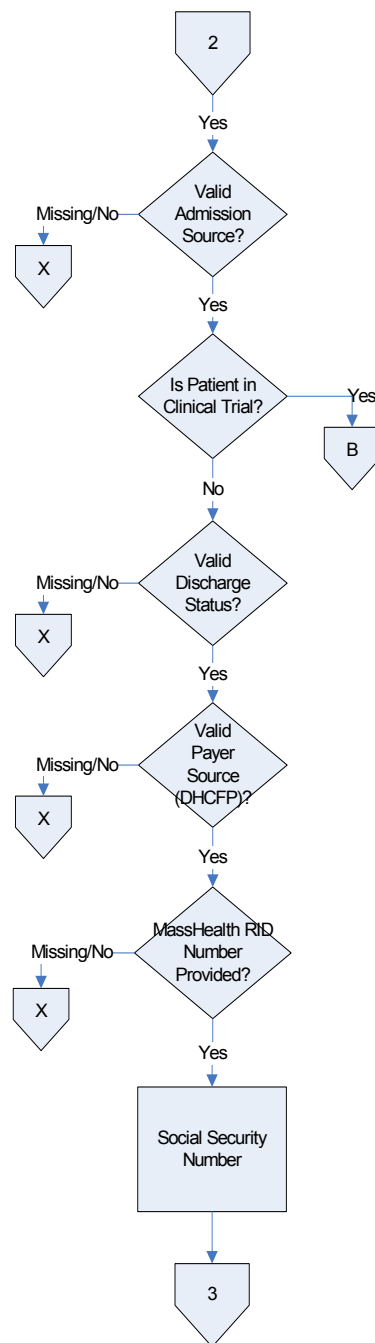 2
Yes
Valid
Admission
Source?
Missing/No
X
Yes
Is Patient in
Clinical Trial?
Yes
B
No
Valid
Discharge
Status?
Missing/No
X
Yes
Valid
Payer
Source
(DHCFP)?
Missing/No
X
Yes
MassHealth RID
Number
Provided?
Missing/No
X
Yes
Social Security
Number
3